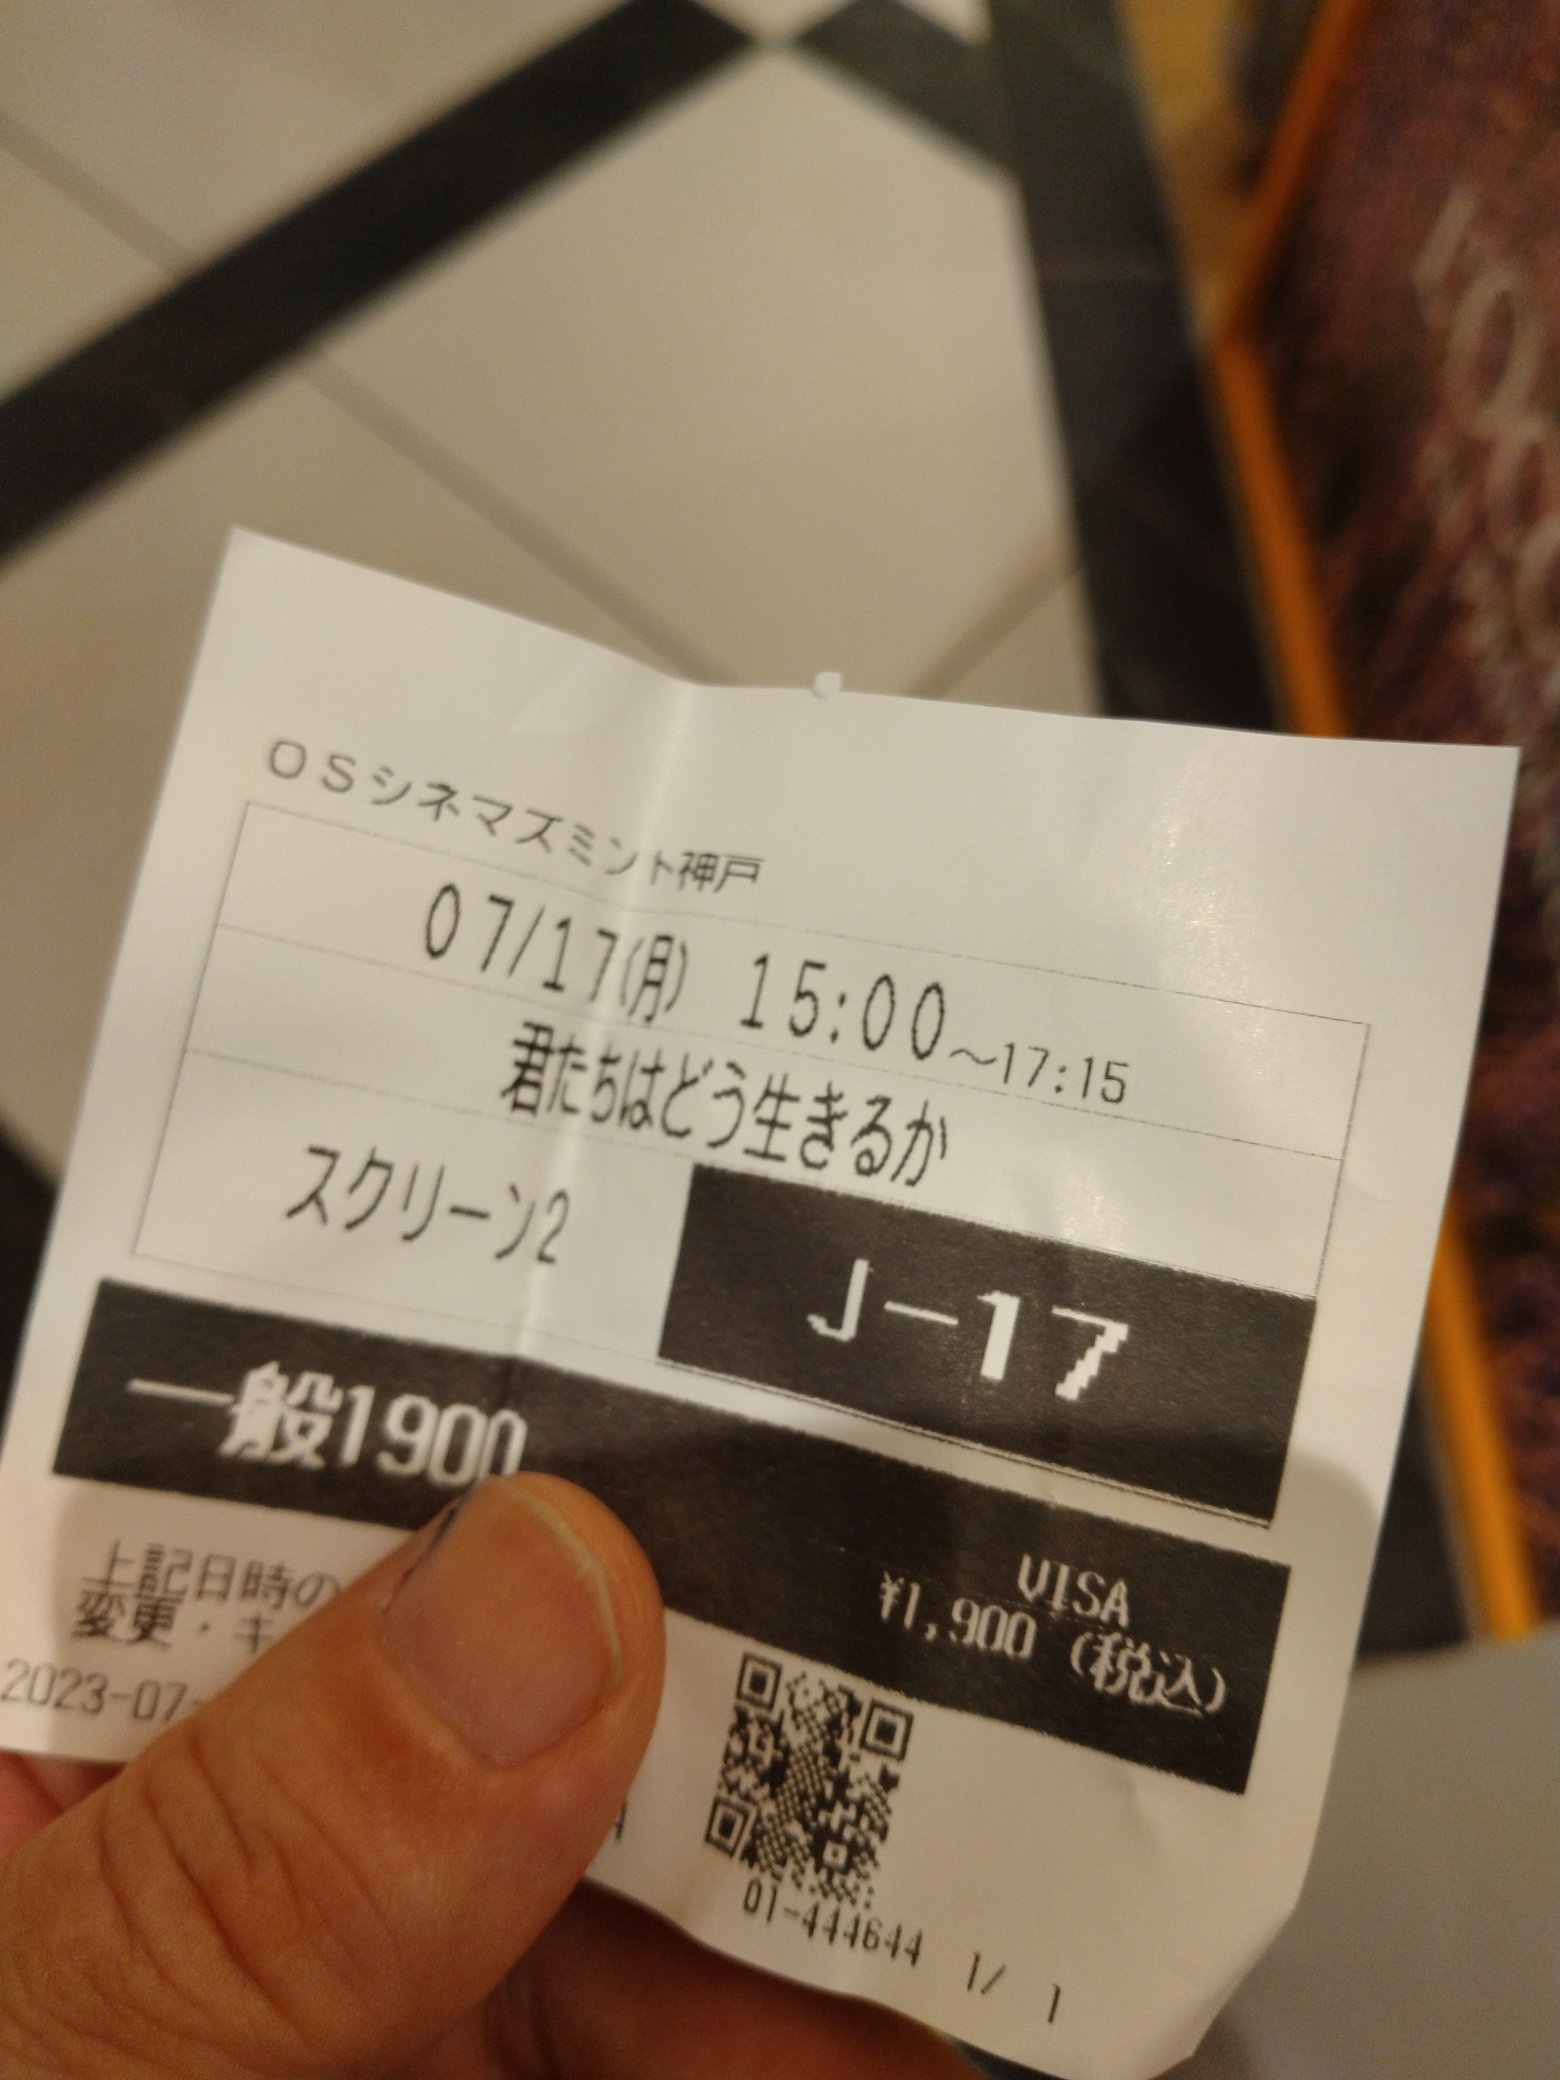 OSシネマズミント神戸
07/17(月) 15:00～17:15
君たちはどう生きるか
スクリーン2
J-17
一般1900
VISA
¥1,900 (税込)
上記日時の
変更・キ
2023-07-
01-444644 1/ 1